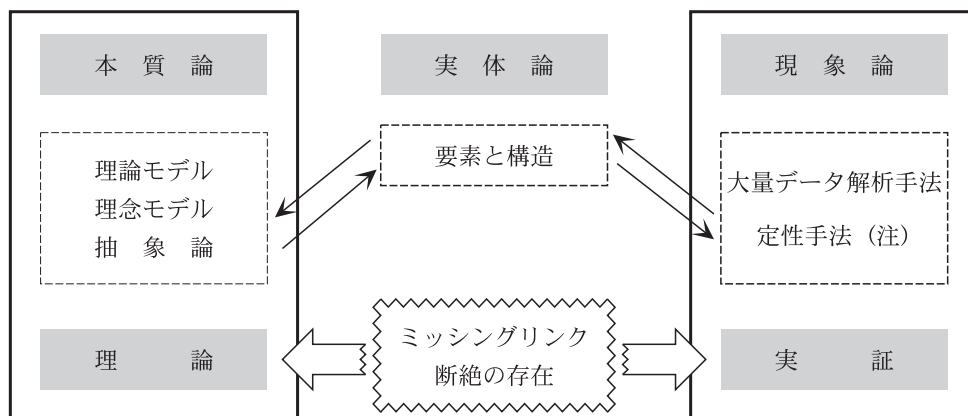 本質論
実体論
現象論
理論モデル
理念モデル
抽象論
要素と構造
大量データ解析手法
定性手法（注）
理論
ミッシングリンク
断絶の存在
実証